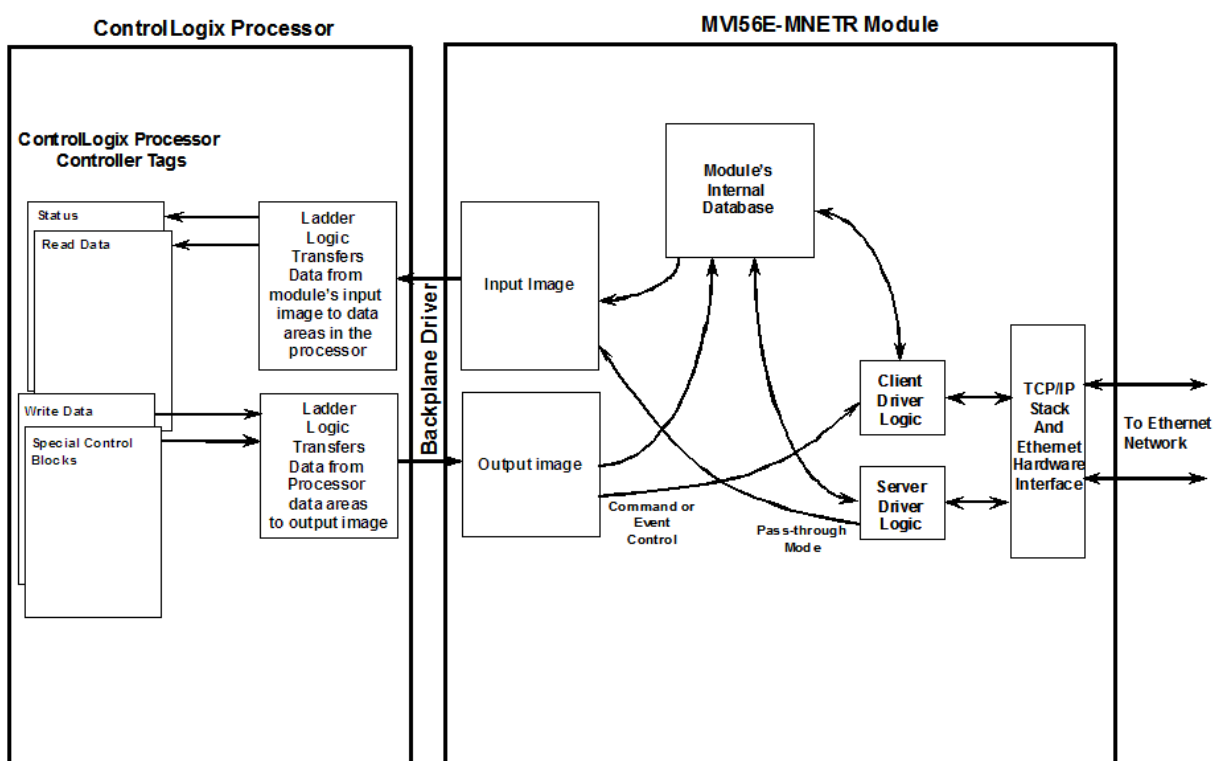 ControlLogix Processor
MVI56E-MNETR Module
ControlLogix Processor
Controller Tags
Status
Read Data
Ladder
Logic
Transfers
Data from
module's input
image to data
areas in the
processor
Write Data
Special Control
Blocks
Ladder
Logic
Transfers
Data from
Processor
data areas
to output image
Backplane Driver
Input Image
Output image
Module's
Internal
Database
Command or
Event
Control
Pass-through
Mode
Client
Driver
Logic
Server
Driver
Logic
TCP/IP
Stack
And
Ethernet
Hardware
Interface
To Ethernet
Network